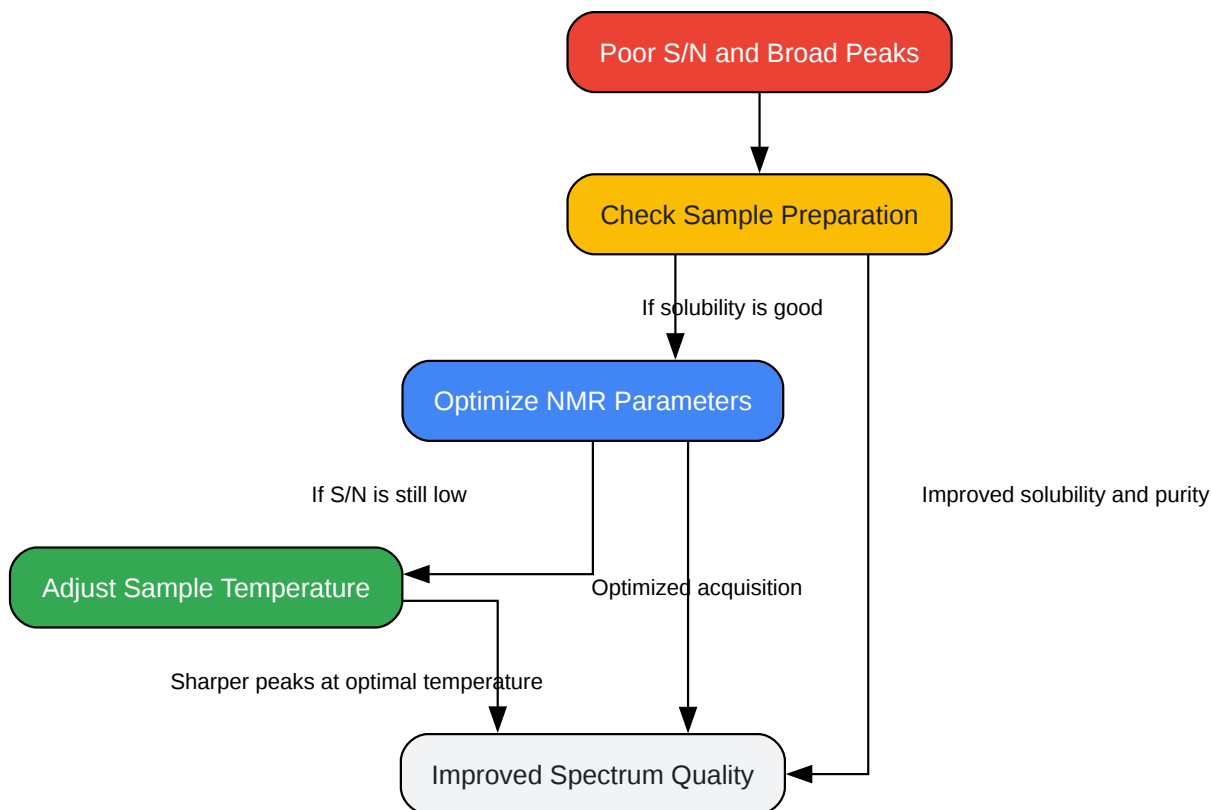 Poor S/N and Broad Peaks
Check Sample Preparation
If solubility is good
Optimize NMR Parameters
If S/N is still low
Improved solubility and purity
Adjust Sample Temperature
Optimized acquisition
Sharper peaks at optimal temperature
Improved Spectrum Quality